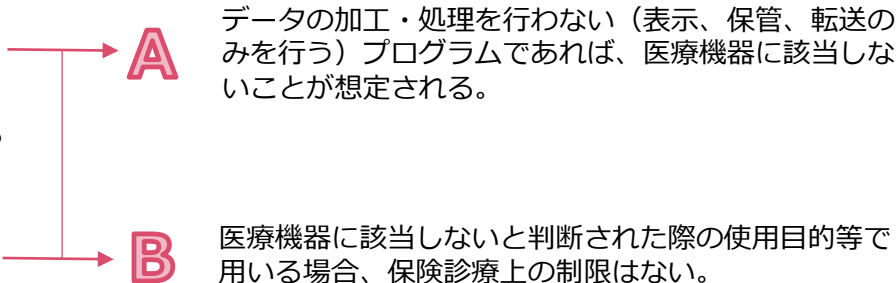 A
データの加工・処理を行わない（表示、保管、転送の
みを行う）プログラムであれば、医療機器に該当しな
いことが想定される。
B
医療機器に該当しないと判断された際の使用目的等で
用いる場合、保険診療上の制限はない。